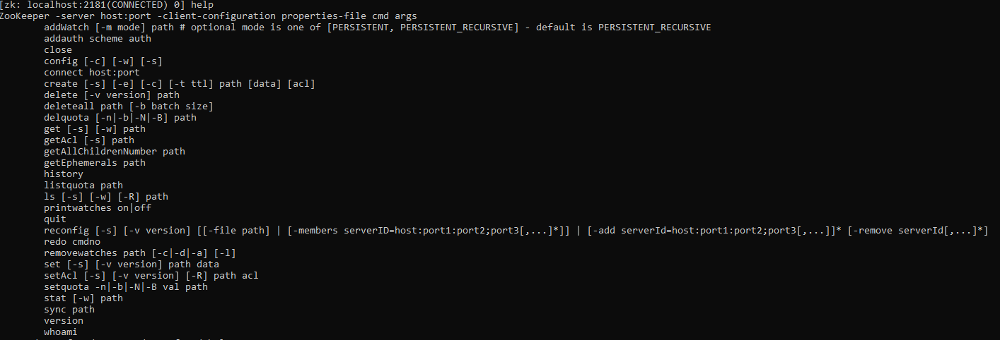 [zk: localhost:2181(CONNECTED) 0] help
ZooKeeper -server host:port -client-configuration properties-file cmd args
addWatch [-m mode] path # optional mode is one of [PERSISTENT, PERSISTENT_RECURSIVE] - default is PERSISTENT_RECURSIVE
addauth scheme auth
close
config [-c] [-w] [-s]
connect host:port
create [-s] [-e] [-c] [-t ttl] path [data] [acl]
delete [-v version] path
deleteall path [-b batch size]
delquota [-n|-b|-N|-B] path
get [-s] [-w] path
getAcl [-s] path
getAllChildrenNumber path
getEphemerals path
history
listquota path
ls [-s] [-w] [-R] path
printwatches on|off
quit
reconfig [-s] [-v version] [[-file path] | [-members serverID=host:port1:port2;port3[,...]*]] | [-add serverId=host:port1:port2;port3[,...]]* [-remove serverId[,...]*]
redo cmdno
removewatches path [-c|-d|-a] [-l]
set [-s] [-v version] path data
setAcl [-s] [-v version] [-R] path acl
setquota -n|-b|-N|-B val path
stat [-w] path
sync path
version
whoami